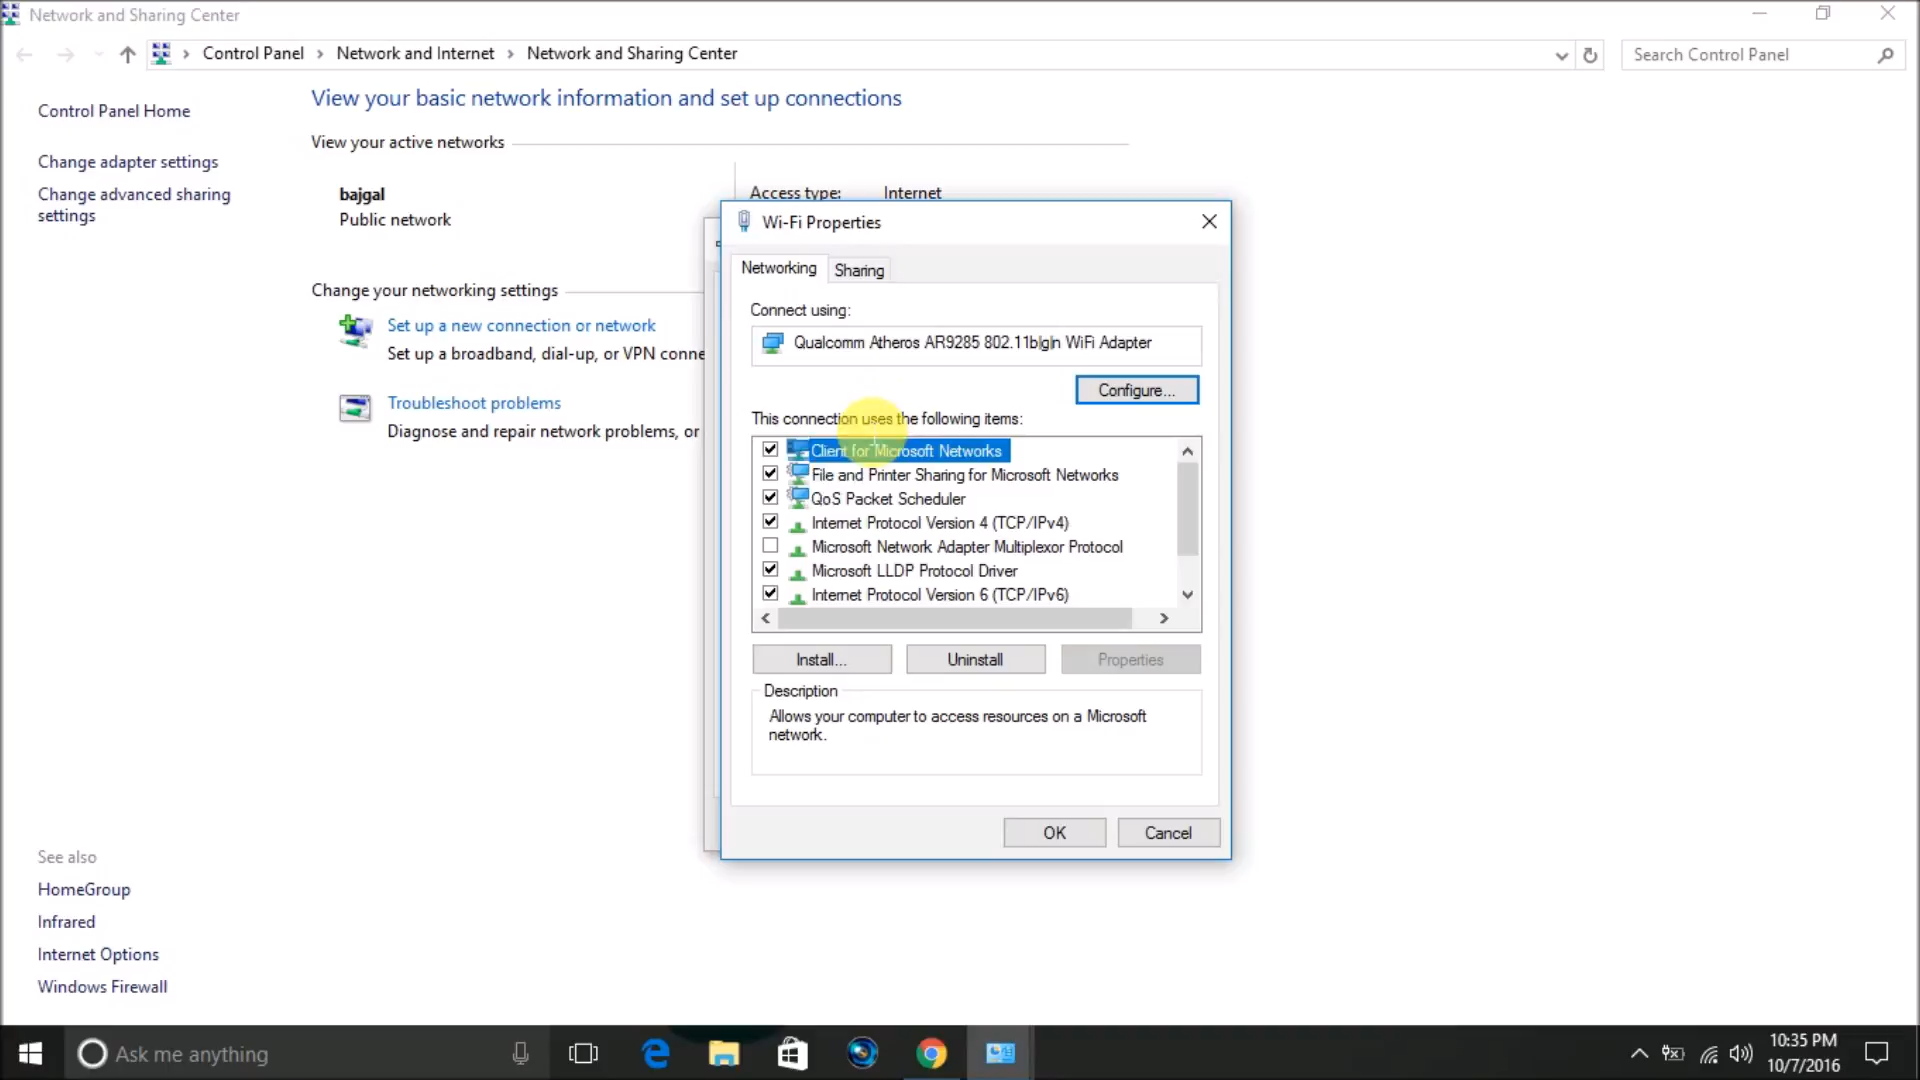 Network and Sharing Center
Control Panel
Network and Internet
Network and Sharing Center
Search Control Panel
Control Panel Home
Change adapter settings
Change advanced sharing
settings
View your basic network information and set up connections
View your active networks
bajgal
Public network
Access type: Internet
Change your networking settings
Set up a new connection or network
Set up a broadband, dial-up, or VPN conne
Troubleshoot problems
Diagnose and repair network problems, or
Wi-Fi Properties
Networking
Sharing
Connect using:
Qualcomm Atheros AR9285 802.11b|g|n WiFi Adapter
Configure...
This connection uses the following items:
Client for Microsoft Networks
File and Printer Sharing for Microsoft Networks
QoS Packet Scheduler
Internet Protocol Version 4 (TCP/IPv4)
Microsoft Network Adapter Multiplexor Protocol
Microsoft LLDP Protocol Driver
Internet Protocol Version 6 (TCP/IPv6)
Install...
Uninstall
Properties
Description
Allows your computer to access resources on a Microsoft
network.
OK
Cancel
See also
HomeGroup
Infrared
Internet Options
Windows Firewall
Ask me anything
10:35 PM
10/7/2016